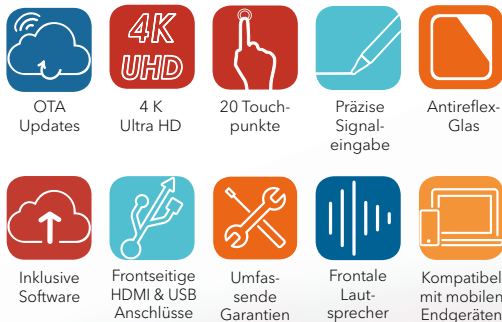 4K
UHD
OTA
Updates
4 K
Ultra HD
20 Touch-
punkte
Präzise
Signal-
eingabe
Antireflex-
Glas
Inklusive
Software
Frontseitige
HDMI & USB
Anschlüsse
Umfas-
sende
Garantien
Frontale
Laut-
sprecher
Kompatibel
mit mobilen
Endgeräten